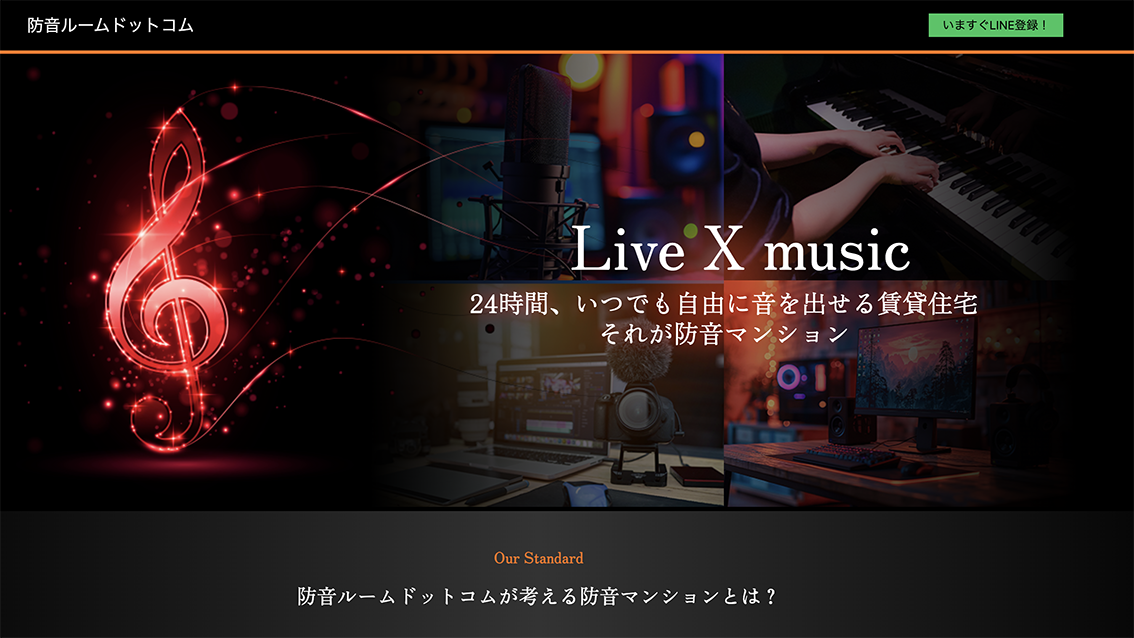 防音ルームドットコム
いますぐLINE登録！
Live X music
24時間、いつでも自由に音を出せる賃貸住宅
それが防音マンション
Our Standard
防音ルームドットコムが考える防音マンションとは？